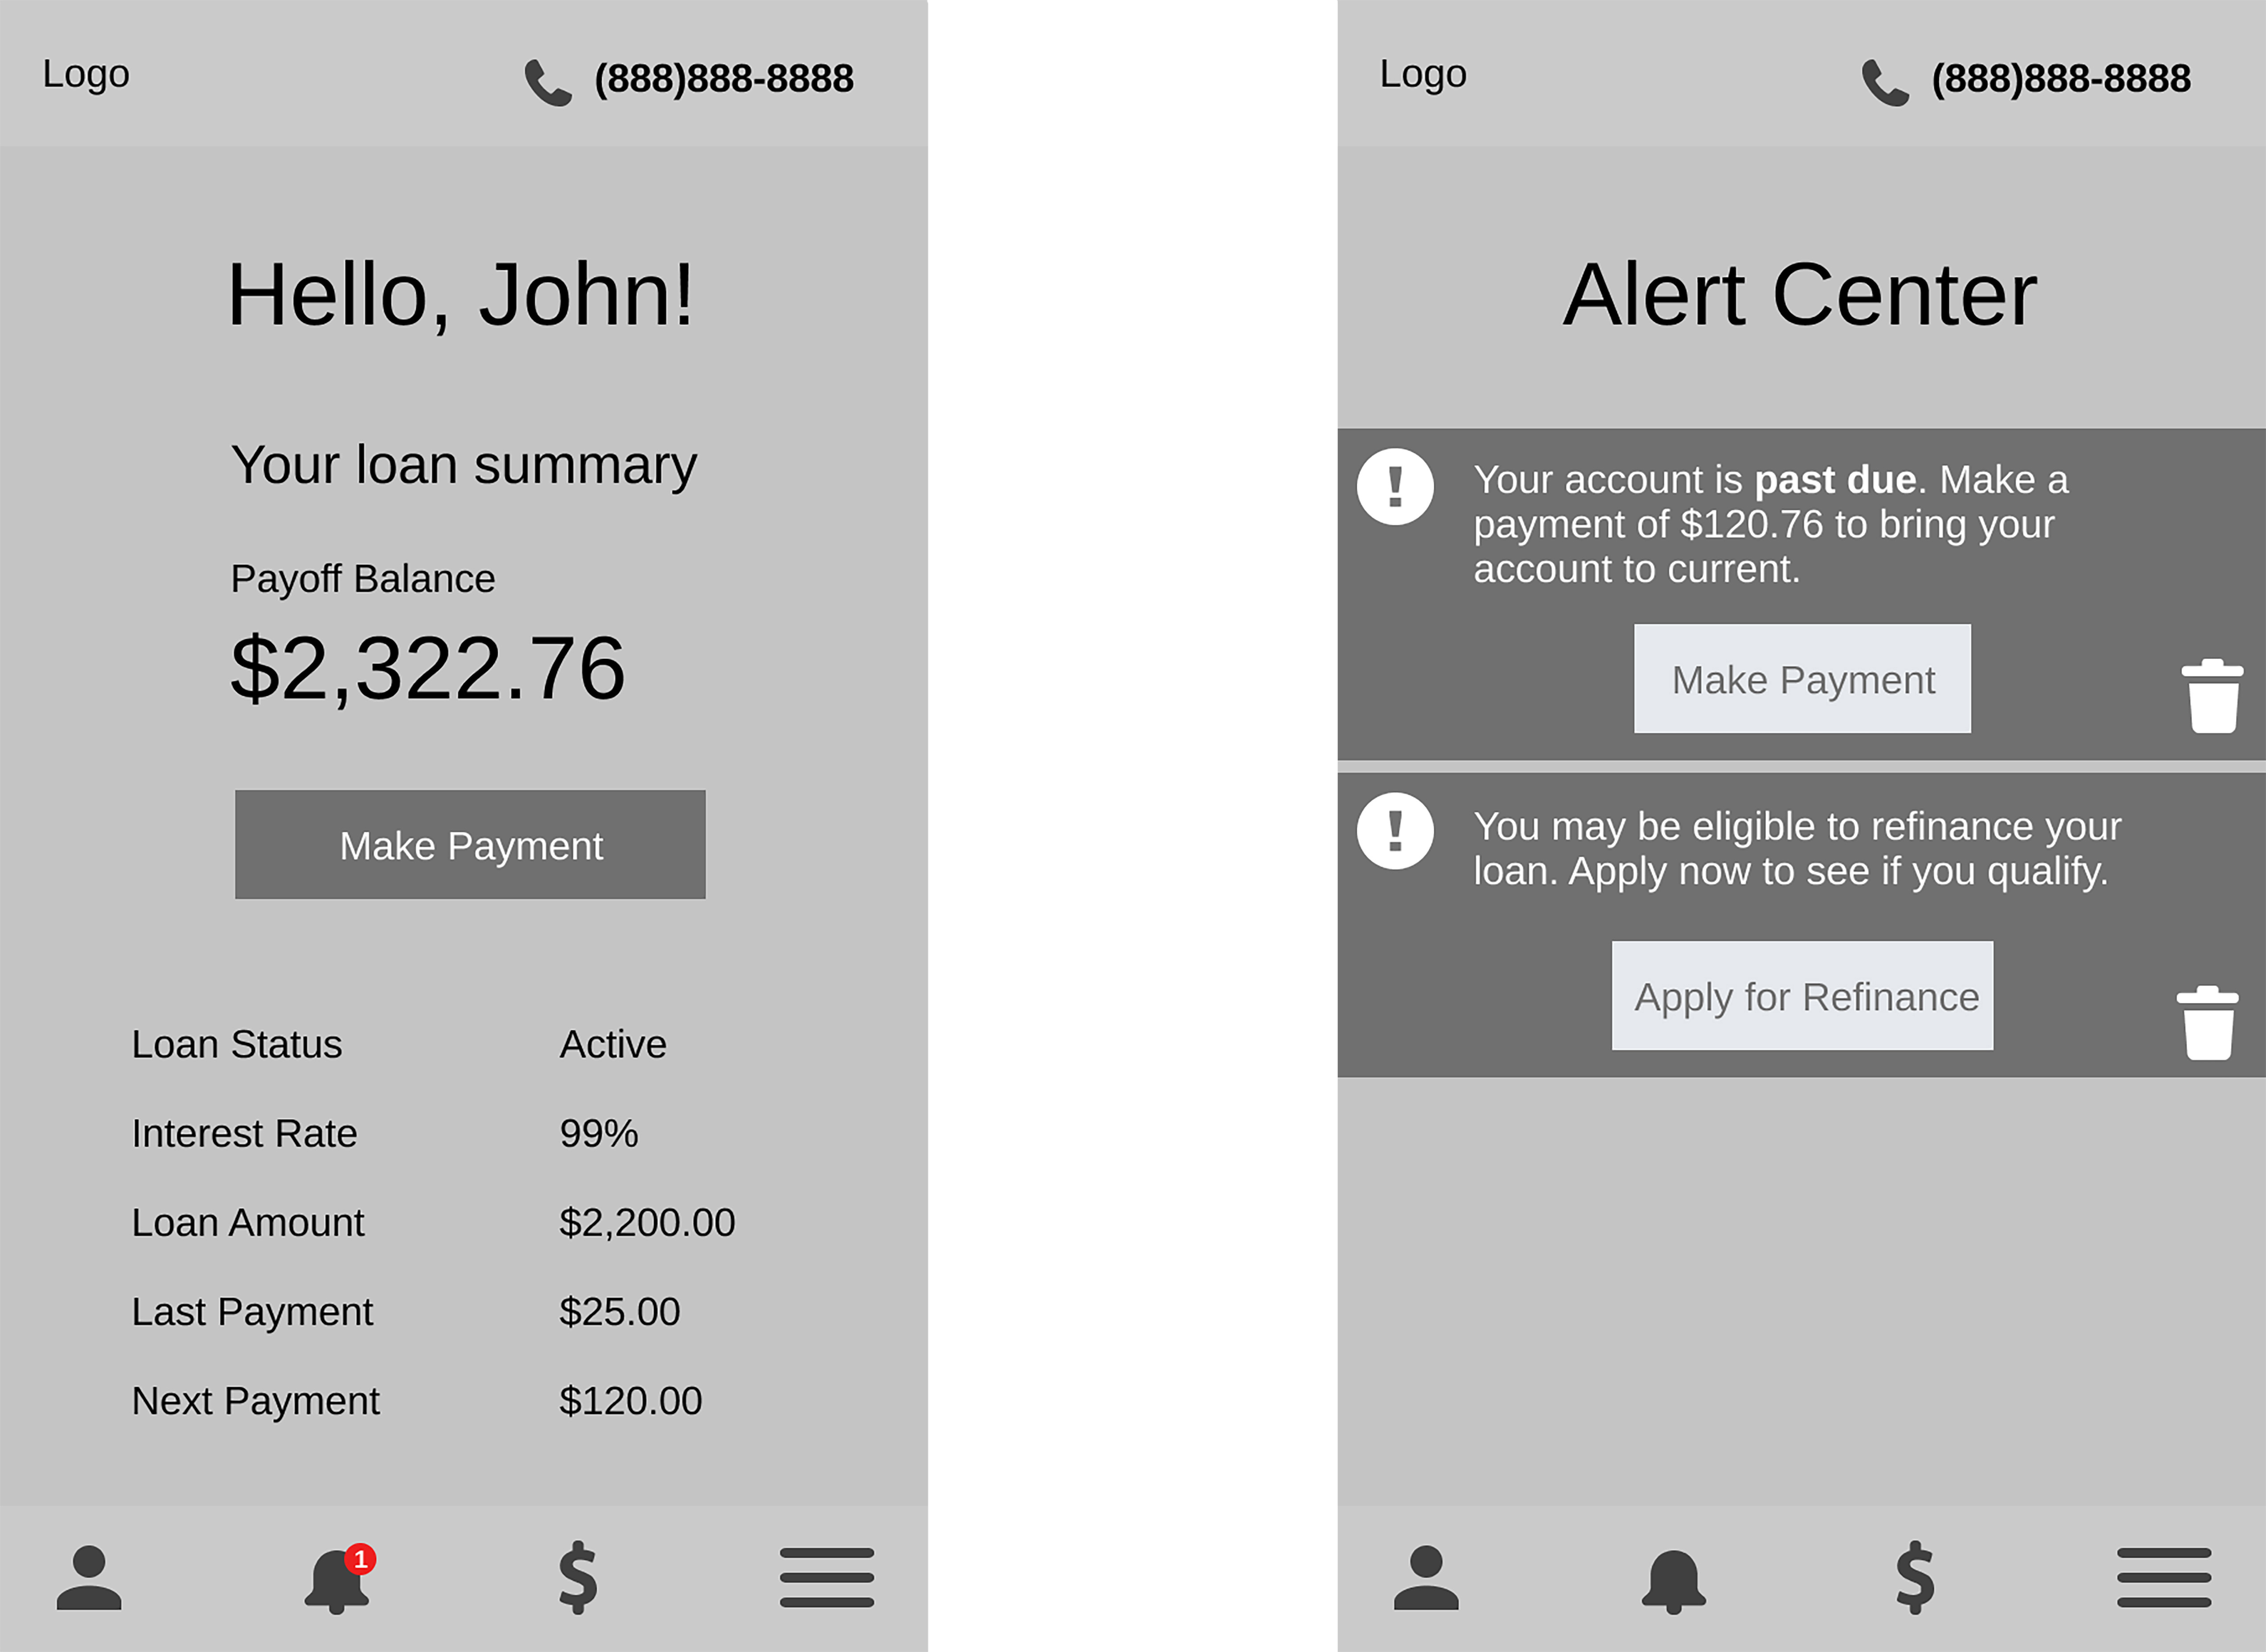 Logo
(888)888-8888
Hello, John!
Your loan summary
Payoff Balance
$2,322.76
Make Payment
Loan Status Active
Interest Rate 99%
Loan Amount $2,200.00
Last Payment $25.00
Next Payment $120.00
1
$
Logo
(888)888-8888
Alert Center
! Your account is past due. Make a
payment of $120.76 to bring your
account to current.
Make Payment
! You may be eligible to refinance your
loan. Apply now to see if you qualify.
Apply for Refinance
$